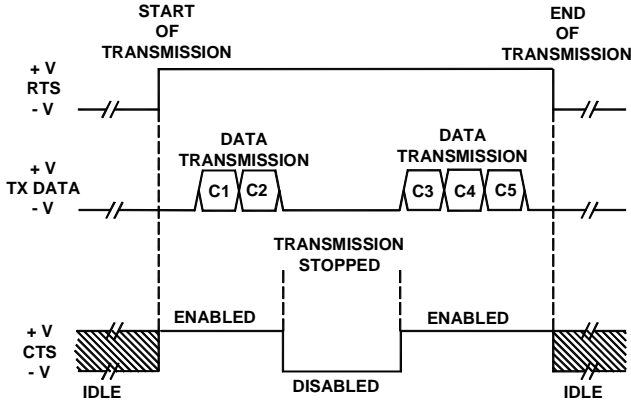 START
OF
TRANSMISSION
END
OF
TRANSMISSION
+ V
RTS
- V
DATA
TRANSMISSION
DATA
TRANSMISSION
+ V
TX DATA
- V
C1 C2 C3 C4 C5
TRANSMISSION
STOPPED
ENABLED ENABLED
+ V
CTS
- V
IDLE DISABLED IDLE